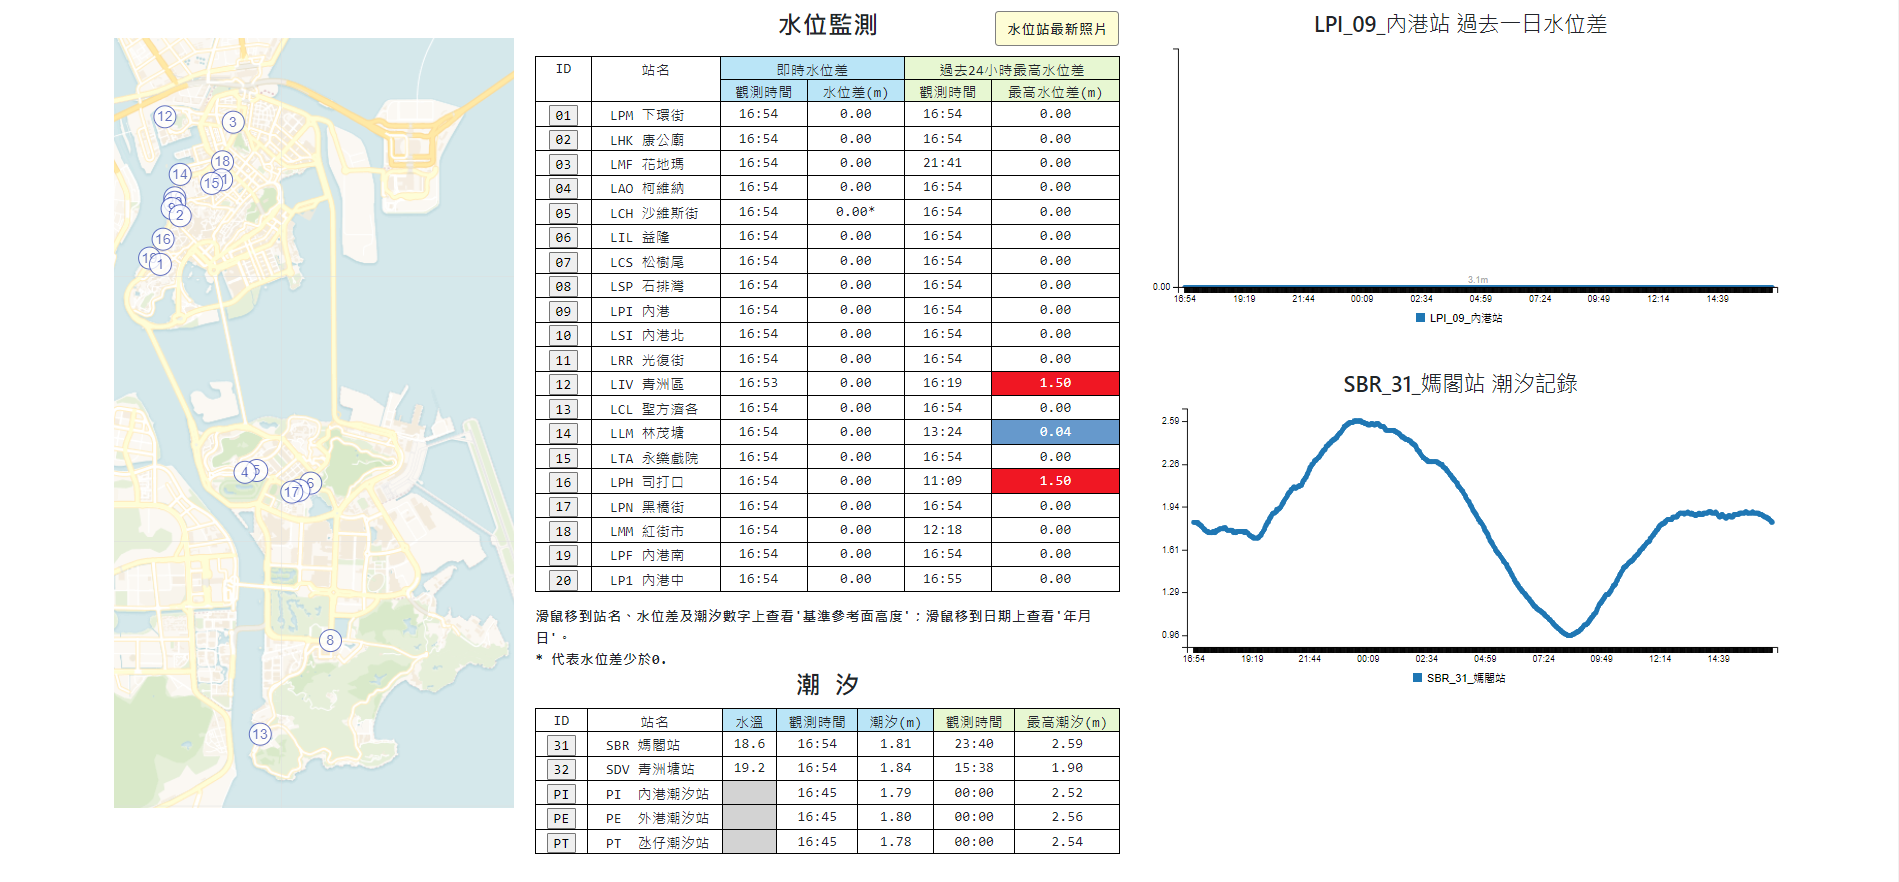 水位監測
水位站最新照片
ID 站名 即時水位差 過去24小時最高水位差
觀測時間 水位差(m) 觀測時間 最高水位差(m)
01 LPM 下環街 16:54 0.00 16:54 0.00
02 LHK 康公廟 16:54 0.00 16:54 0.00
03 LMF 花地瑪 16:54 0.00 21:41 0.00
04 LAO 柯維納 16:54 0.00 16:54 0.00
05 LCH 沙維斯街 16:54 0.00* 16:54 0.00
06 LIL 益隆 16:54 0.00 16:54 0.00
07 LCS 松樹尾 16:54 0.00 16:54 0.00
08 LSP 石排灣 16:54 0.00 16:54 0.00
09 LPI 內港 16:54 0.00 16:54 0.00
10 LSI 內港北 16:54 0.00 16:54 0.00
11 LRR 光復街 16:54 0.00 16:54 0.00
12 LIV 青洲區 16:53 0.00 16:19 1.50
13 LCL 聖方濟各 16:54 0.00 16:54 0.00
14 LLM 林茂塘 16:54 0.00 13:24 0.04
15 LTA 永樂戲院 16:54 0.00 16:54 0.00
16 LPH 司打口 16:54 0.00 11:09 1.50
17 LPN 黑橋街 16:54 0.00 16:54 0.00
18 LMM 紅街市 16:54 0.00 12:18 0.00
19 LPF 內港南 16:54 0.00 16:54 0.00
20 LP1 內港中 16:54 0.00 16:55 0.00
滑鼠移到站名、水位差及潮汐數字上查看'基準參考面高度'；滑鼠移到日期上查看'年月
日'。
* 代表水位差少於0.
潮 汐
ID 站名 水溫 觀測時間 潮汐(m) 觀測時間 最高潮汐(m)
31 SBR 媽閣站 18.6 16:54 1.81 23:40 2.59
32 SDV 青洲塘站 19.2 16:54 1.84 15:38 1.90
PI PI 內港潮汐站 16:45 1.79 00:00 2.52
PE PE 外港潮汐站 16:45 1.80 00:00 2.56
PT PT 氹仔潮汐站 16:45 1.78 00:00 2.54
LPI_09_內港站 過去一日水位差
3.1m
0.00
16:54 19:19 21:44 00:09 02:34 04:59 07:24 09:49 12:14 14:39
LPI_09_內港站
SBR_31_媽閣站 潮汐記錄
2.59
2.26
1.94
1.61
1.29
0.96
16:54 19:19 21:44 00:09 02:34 04:59 07:24 09:49 12:14 14:39
SBR_31_媽閣站
12
3
18
14
15
2
16
1
4
6
17
8
13